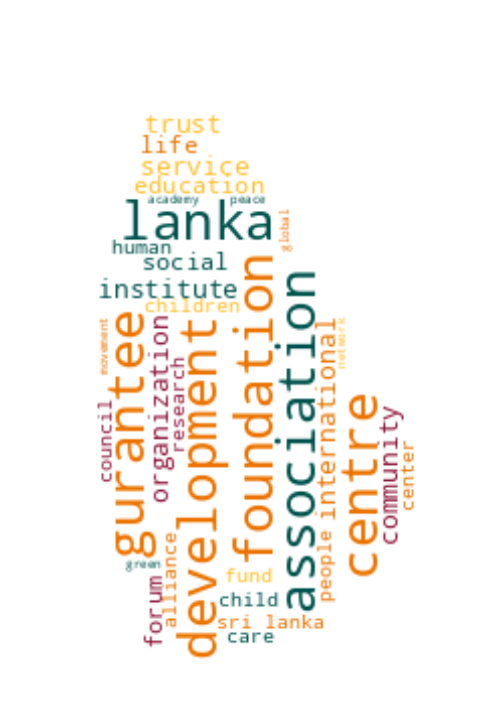 trust
life
service
education
academy peace
lanka
global
human
social
institute
children
foundation
association
gurantee
development
organization
research
movement
international
network
centre
community
center
council
green
forum
alliance
fund
people
child
sri lanka
care